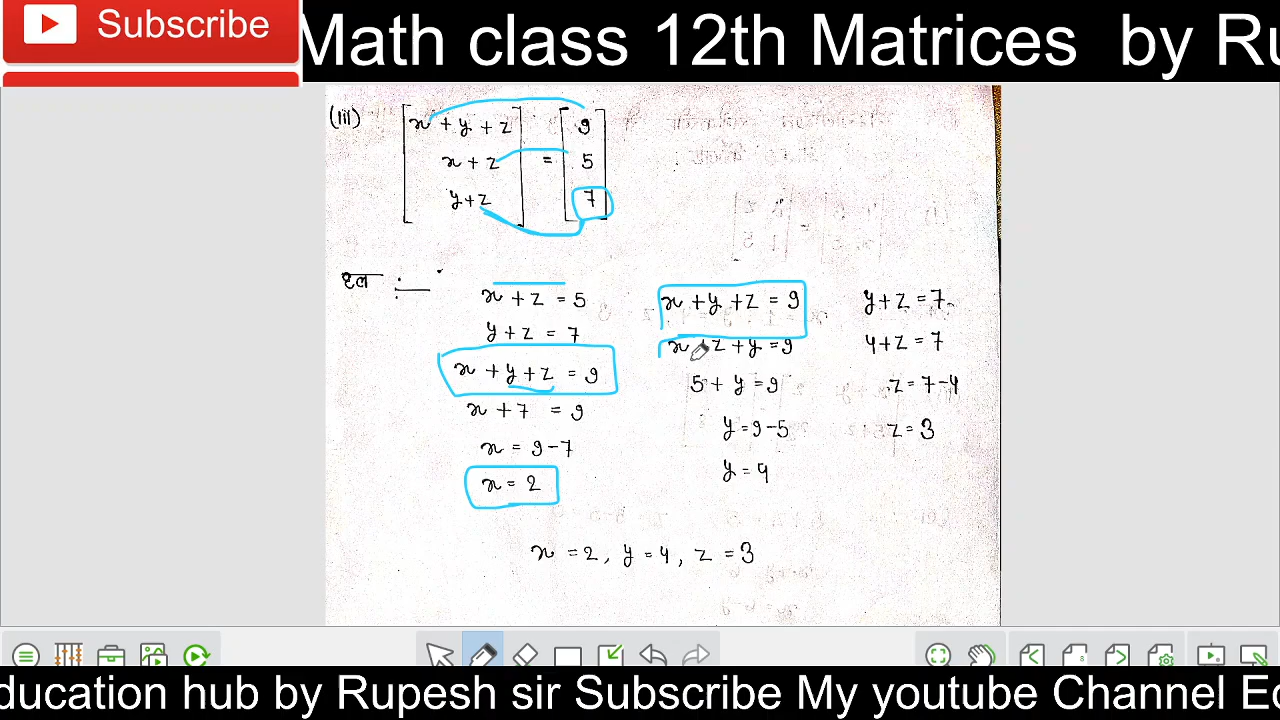 Subscribe
Math class 12th Matrices by Ru
(iii) [x + y + z] = [9]
[x + z] = [5]
[y + z] = [7]
हल :—
x + z = 5
y + z = 7
x + y + z = 9
x + 7 = 9
x = 9 - 7
x = 2
x + y + z = 9
x + z + y = 9
5 + y = 9
y = 9 - 5
y = 4
y + z = 7
4 + z = 7
z = 7 - 4
z = 3
x = 2, y = 4, z = 3
ducation hub by Rupesh sir Subscribe My youtube Channel Ed